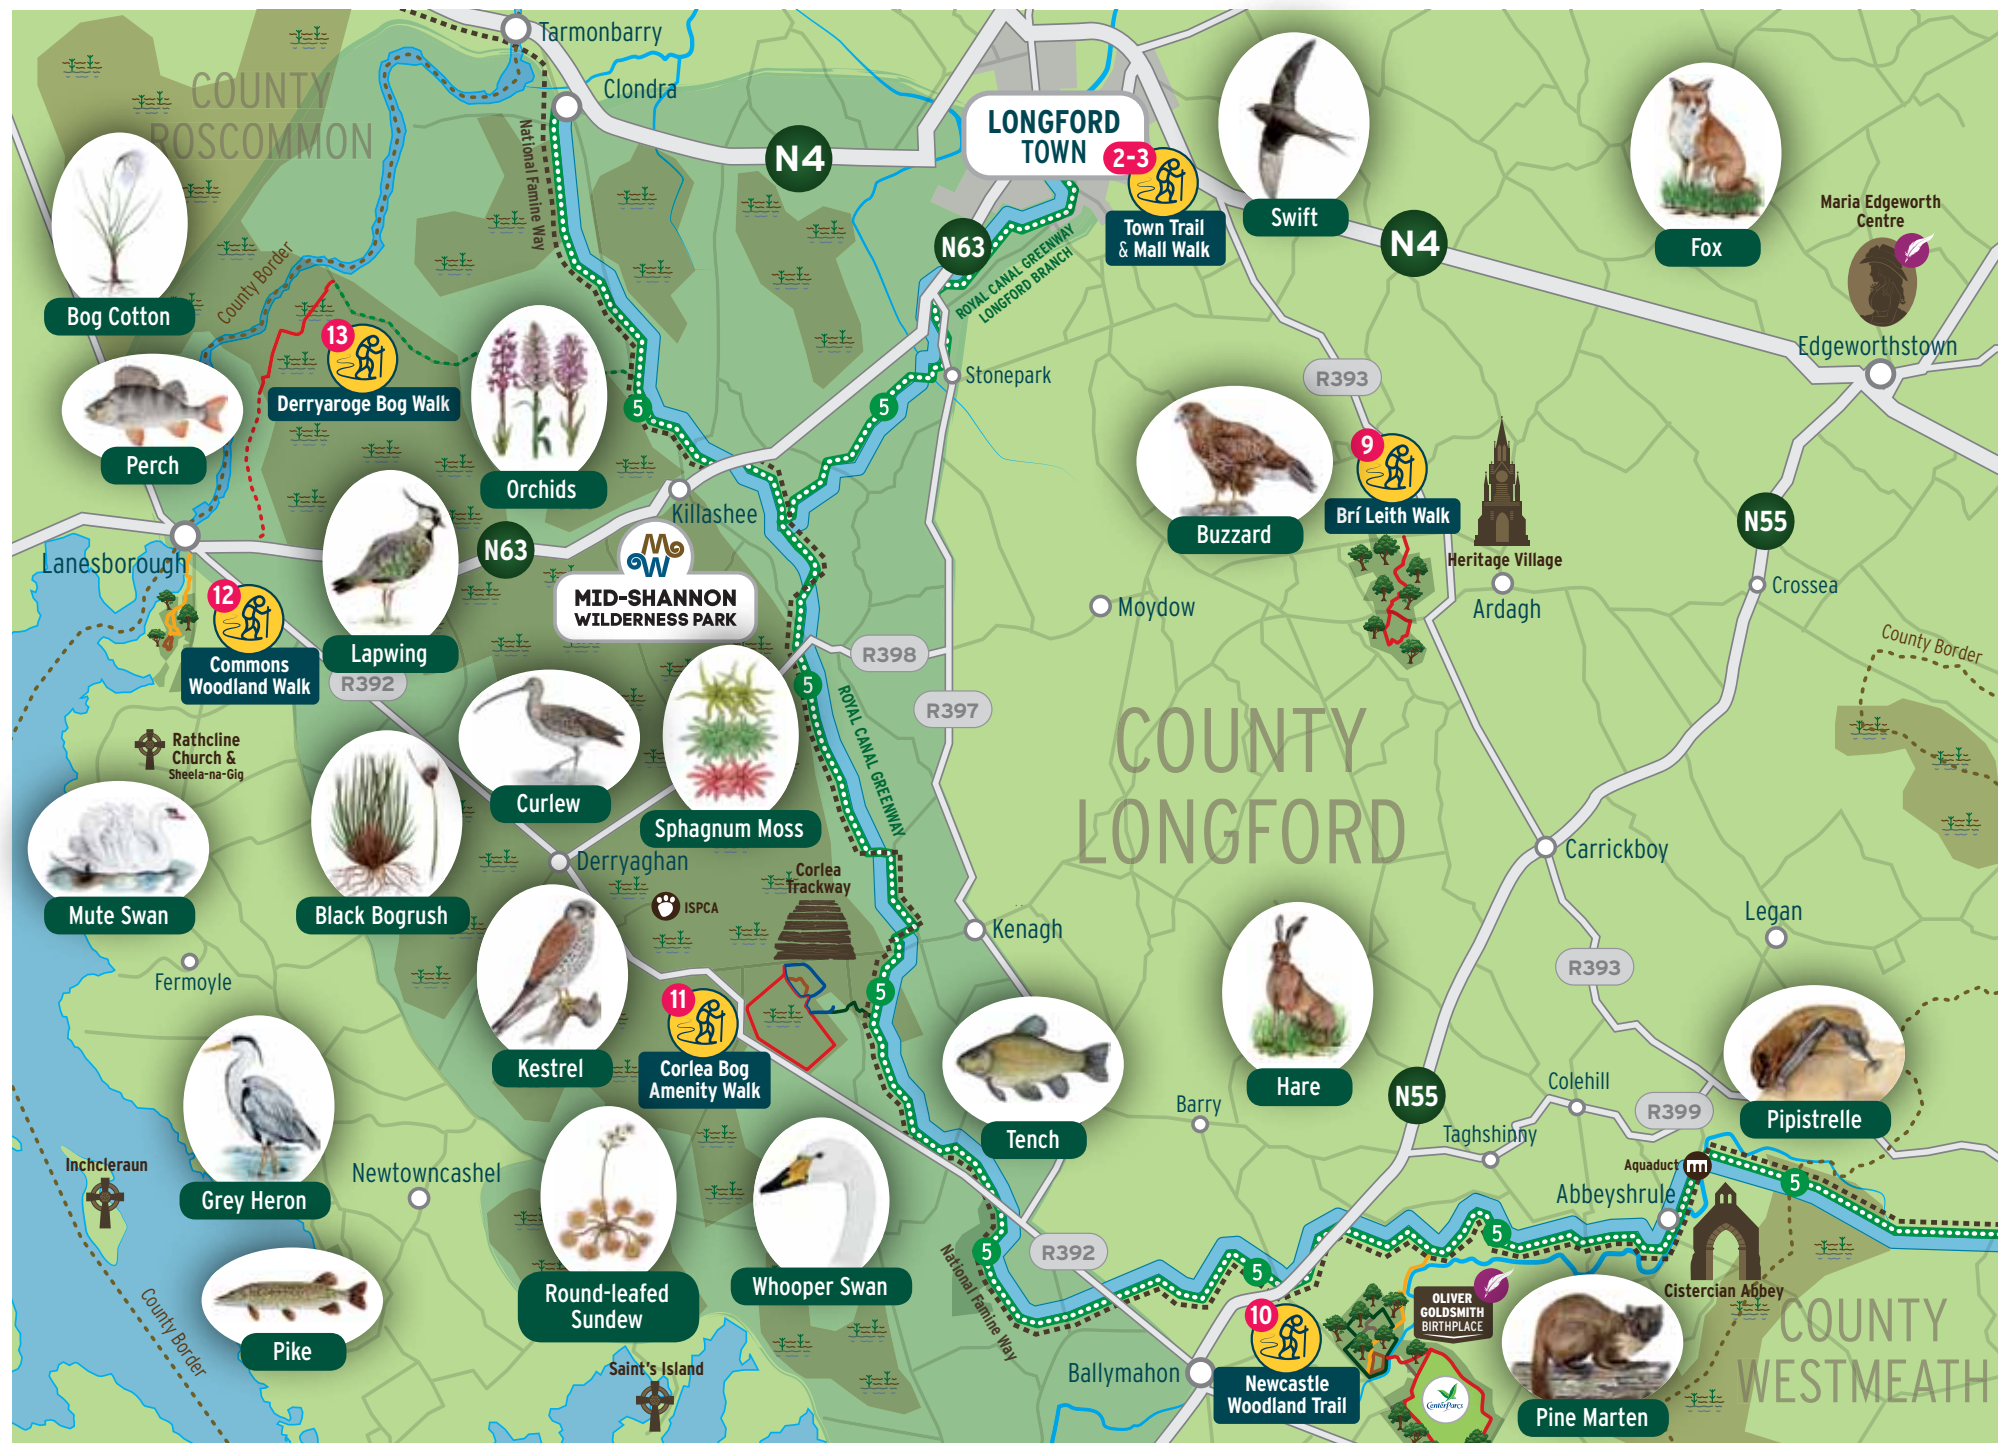 Tarmonbarry
Clondra
COUNTY
ROSCOMMON
National Famine Way
N4
LONGFORD
TOWN
2-3
Town Trail
& Mall Walk
Swift
N4
Fox
Maria Edgeworth
Centre
Edgeworthstown
N63
ROYAL CANAL GREENWAY
LONGFORD BRANCH
Bog Cotton
County Border
13
Derryaroge Bog Walk
Perch
Orchids
5
5
Stonepark
R393
Buzzard
9
Brí Leith Walk
Heritage Village
Ardagh
N55
Crossea
County Border
Killashee
N63
MW
MID-SHANNON
WILDERNESS PARK
Lanesborough
12
Commons
Woodland Walk
Lapwing
R392
Moydow
R398
5
R397
ROYAL CANAL GREENWAY
COUNTY
LONGFORD
Rathcline
Church &
Sheela-na-Gig
Curlew
Sphagnum Moss
Mute Swan
Black Bogrush
Derryaghan
Corlea
Trackway
ISPCA
Carrickboy
Legan
Kenagh
Fermoyle
Kestrel
11
Corlea Bog
Amenity Walk
5
R393
Tench
Hare
N55
Colehill
R399
Pipistrelle
Barry
Taghshinny
Aquaduct
Abbeyshrule
5
Inchcleraun
Grey Heron
Newtowncashel
Round-leafed
Sundew
Whooper Swan
5
R392
5
5
Cistercian Abbey
National Famine Way
County Border
Pike
Saint's Island
Ballymahon
10
Newcastle
Woodland Trail
OLIVER
GOLDSMITH
BIRTHPLACE
CenterParcs
Pine Marten
COUNTY
WESTMEATH